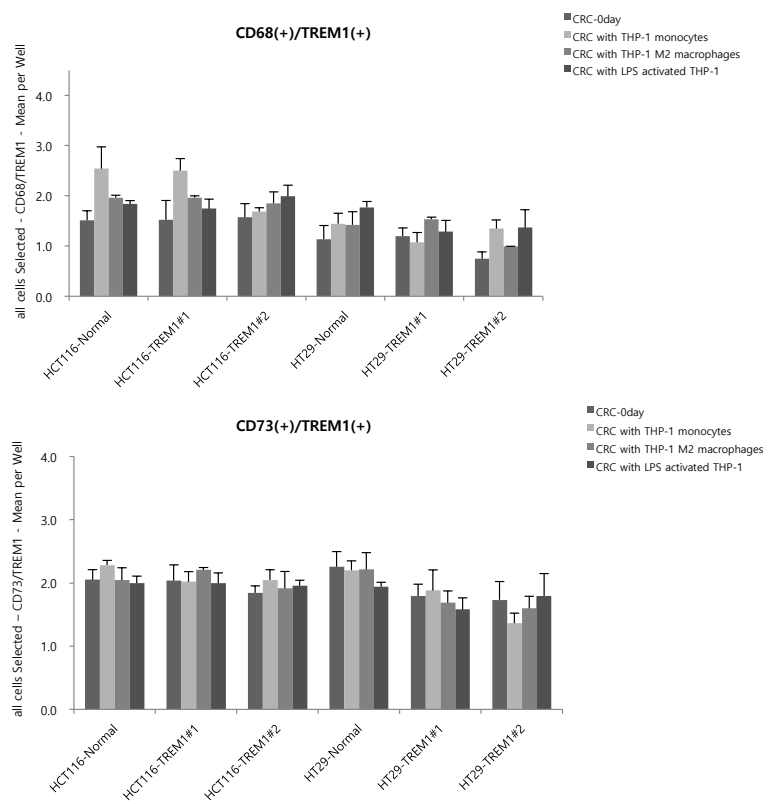 CD68(+)/TREM1(+)
CRC-0day
CRC with THP-1 monocytes
CRC with THP-1 M2 macrophages
CRC with LPS activated THP-1
all cells Selected - CD68/TREM1 - Mean per Well
4.0
3.0
2.0
1.0
0.0
HCT116-Normal
HCT116-TREM1#1
HCT116-TREM1#2
HT29-Normal
HT29-TREM1#1
HT29-TREM1#2
CD73(+)/TREM1(+)
CRC-0day
CRC with THP-1 monocytes
CRC with THP-1 M2 macrophages
CRC with LPS activated THP-1
all cells Selected – CD73/TREM1 - Mean per Well
4.0
3.0
2.0
1.0
0.0
HCT116-Normal
HCT116-TREM1#1
HCT116-TREM1#2
HT29-Normal
HT29-TREM1#1
HT29-TREM1#2